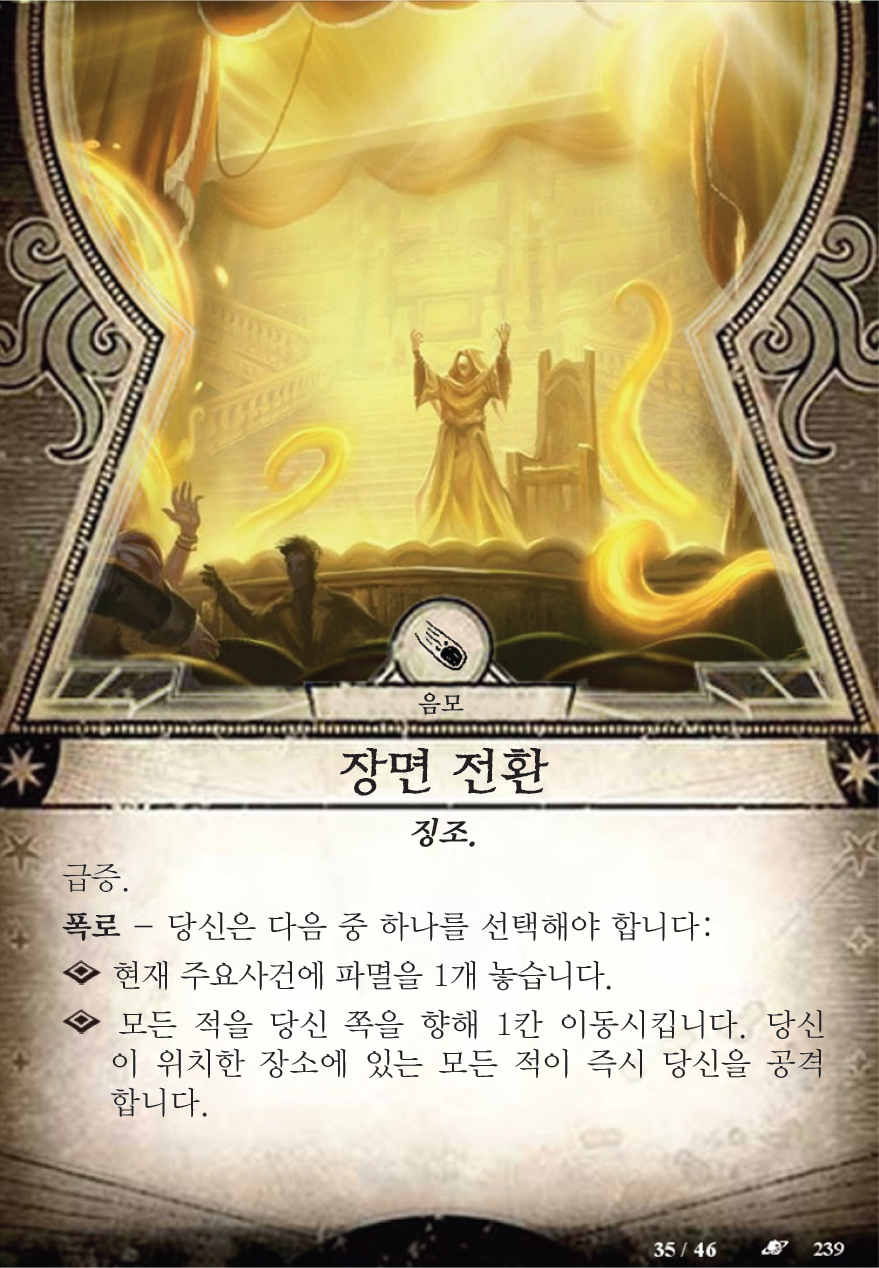 음모
장면 전환
징조.
급증.
폭로 – 당신은 다음 중 하나를 선택해야 합니다:
현재 주요사건에 파멸을 1개 놓습니다.
모든 적을 당신 쪽을 향해 1칸 이동시킵니다. 당신
이 위치한 장소에 있는 모든 적이 즉시 당신을 공격
합니다.
35 / 46 239